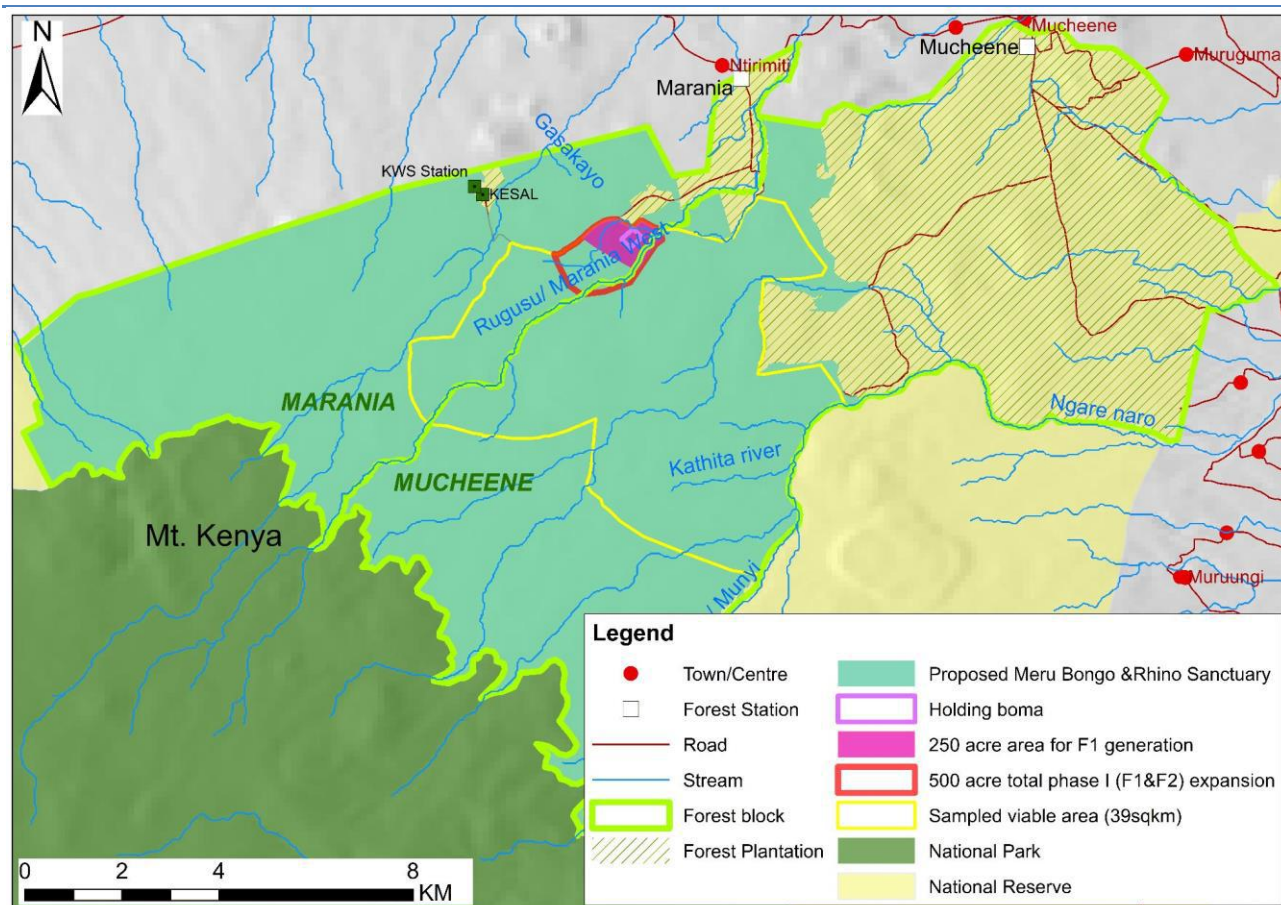 N
Mucheene
Mucheene
Muruguma
Ntirimiti
Marania
Gasakayo
KWS Station
KESAL
Rugusu/ Marania West
MARANIA
Ngare naro
Kathita river
MUCHEENE
Mt. Kenya
Muruungi
Munyi
Legend
Town/Centre
Forest Station
Road
Stream
Forest block
Forest Plantation
Proposed Meru Bongo &Rhino Sanctuary
Holding boma
250 acre area for F1 generation
500 acre total phase I (F1&F2) expansion
Sampled viable area (39sqkm)
National Park
National Reserve
0 2 4 8
KM